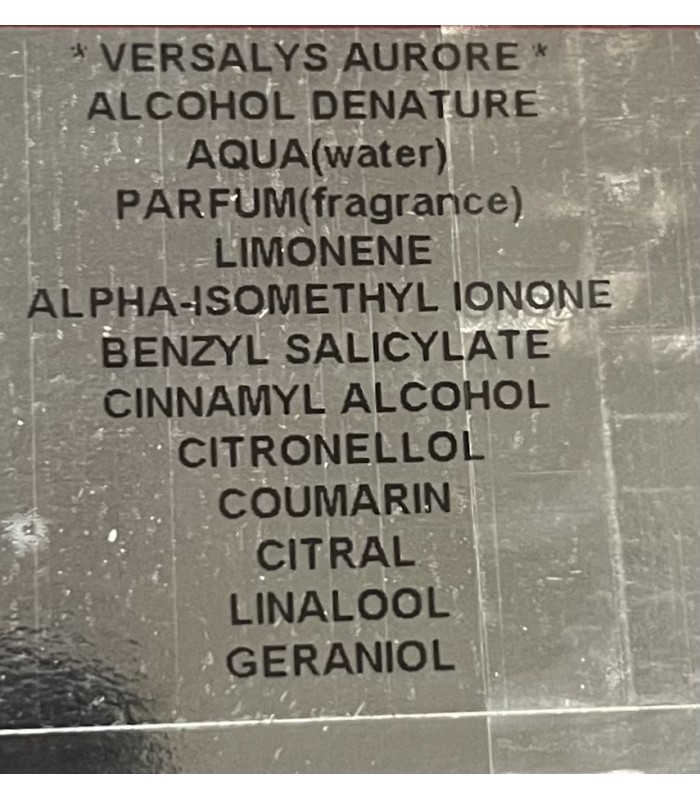 * VERSALYS AURORE *
ALCOHOL DENATURE
AQUA(water)
PARFUM(fragrance)
LIMONENE
ALPHA-ISOMETHYL IONONE
BENZYL SALICYLATE
CINNAMYL ALCOHOL
CITRONELLOL
COUMARIN
CITRAL
LINALOOL
GERANIOL